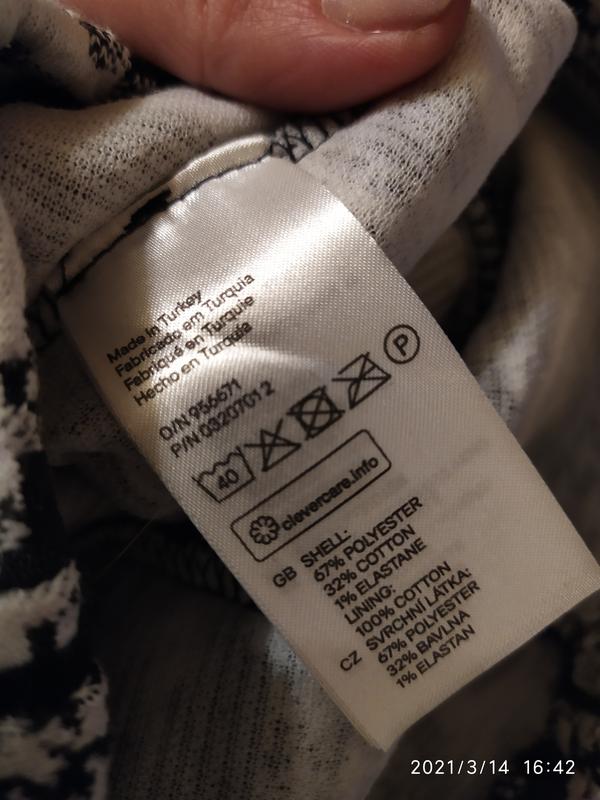 Made in Turkey
Fabricado em Turquia
Fabriqué en Turquie
Hecho en Turquia
O/N 956671
P/N 03207012
40
P
clevercare.info
GB SHELL:
67% POLYESTER
32% COTTON
1% ELASTANE
LINING:
100% COTTON
CZ SVRCHNÍ LÁTKA:
67% POLYESTER
32% BAVLNA
1% ELASTAN
2021/3/14 16:42